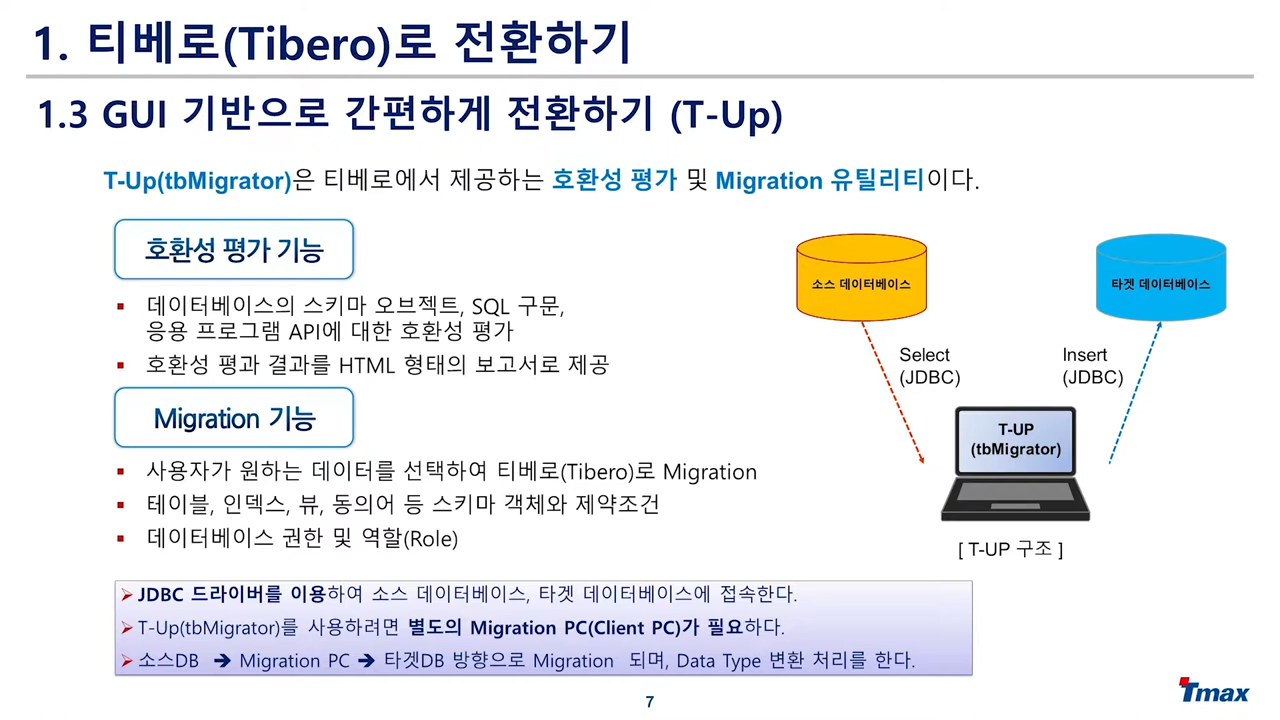 1. 티베로(Tibero)로 전환하기
1.3 GUI 기반으로 간편하게 전환하기 (T-Up)
T-Up(tbMigrator)은 티베로에서 제공하는 호환성 평가 및 Migration 유틸리티이다.
호환성 평가 기능
▪ 데이터베이스의 스키마 오브젝트, SQL 구문,
응용 프로그램 API에 대한 호환성 평가
▪ 호환성 평과 결과를 HTML 형태의 보고서로 제공
Migration 기능
▪ 사용자가 원하는 데이터를 선택하여 티베로(Tibero)로 Migration
▪ 테이블, 인덱스, 뷰, 동의어 등 스키마 객체와 제약조건
▪ 데이터베이스 권한 및 역할(Role)
소스 데이터베이스
타겟 데이터베이스
Select
(JDBC)
Insert
(JDBC)
T-UP
(tbMigrator)
[ T-UP 구조 ]
➢ JDBC 드라이버를 이용하여 소스 데이터베이스, 타겟 데이터베이스에 접속한다.
➢ T-Up(tbMigrator)를 사용하려면 별도의 Migration PC(Client PC)가 필요하다.
➢ 소스DB ➔ Migration PC ➔ 타겟DB 방향으로 Migration 되며, Data Type 변환 처리를 한다.
7
Tmax